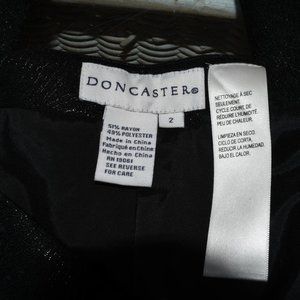 DONCASTER®
2
51% RAYON
49% POLYESTER
Made in China
Fabriqué en Chine
Hecho en China
RN 19061
SEE REVERSE
FOR CARE
NETTOYAGE À SEC
SEULEMENT.
CYCLE COURT. DE
RÉDUIRE L'HUMIDITÉ.
PEU DE CHALEUR.
LIMPIEZA EN SECO.
CICLO DE CORTA.
REDUCIR LA HUMEDAD.
BAJO EL CALOR.